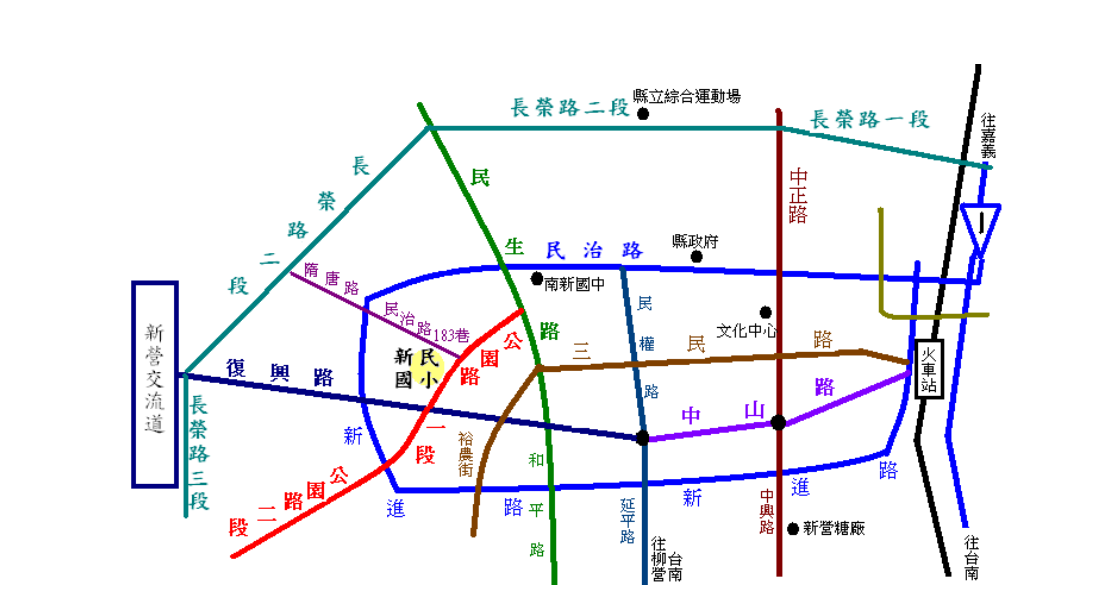 縣立綜合運動場
長榮路二段
長榮路一段
往嘉義
長榮路二段
民生路
中正路
1
民治路
縣政府
隋唐路
南新國中
民治路183巷
民權路
文化中心
新營交流道
公園路一段
三民路
火車站
新民國小
復興路
中山路
長榮路三段
新進路
裕農街
和平路
新進路
公園路二段
延平路
中興路
新營糖廠
往柳營台南
往台南